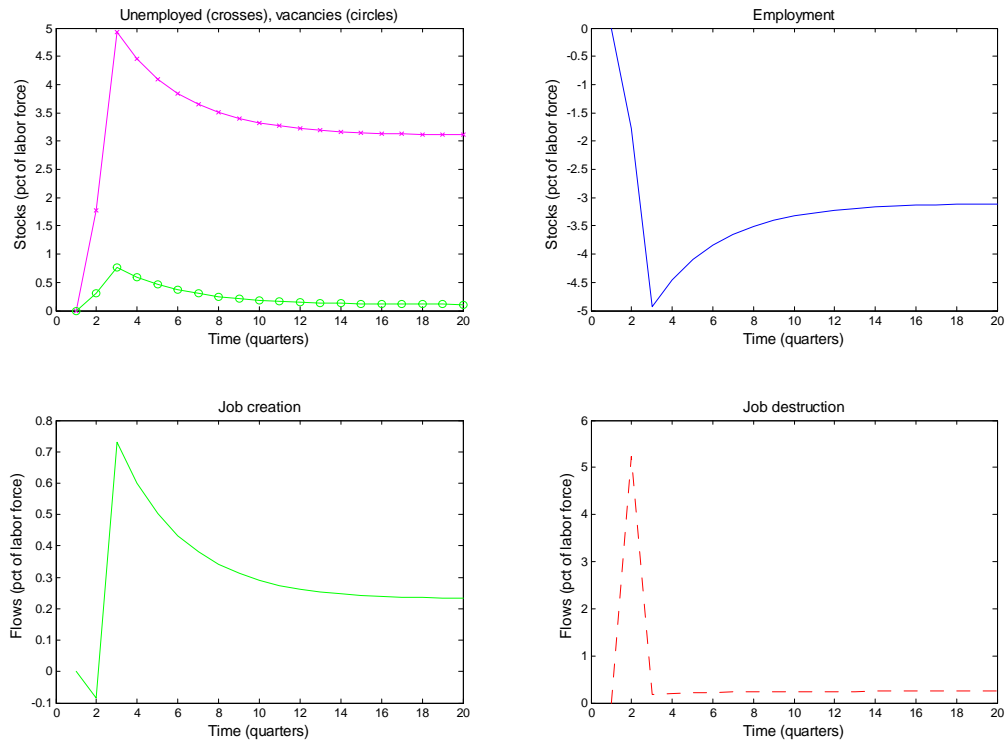 Unemployed (crosses), vacancies (circles)
5
4.5
4
3.5
3
2.5
2
1.5
1
0.5
0
Stocks (pct of labor force)
0 2 4 6 8 10 12 14 16 18 20
Time (quarters)
Employment
0
-0.5
-1
-1.5
-2
-2.5
-3
-3.5
-4
-4.5
-5
Stocks (pct of labor force)
0 2 4 6 8 10 12 14 16 18 20
Time (quarters)
Job creation
0.8
0.7
0.6
0.5
0.4
0.3
0.2
0.1
0
-0.1
Flows (pct of labor force)
0 2 4 6 8 10 12 14 16 18 20
Time (quarters)
Job destruction
6
5
4
3
2
1
0
Flows (pct of labor force)
0 2 4 6 8 10 12 14 16 18 20
Time (quarters)